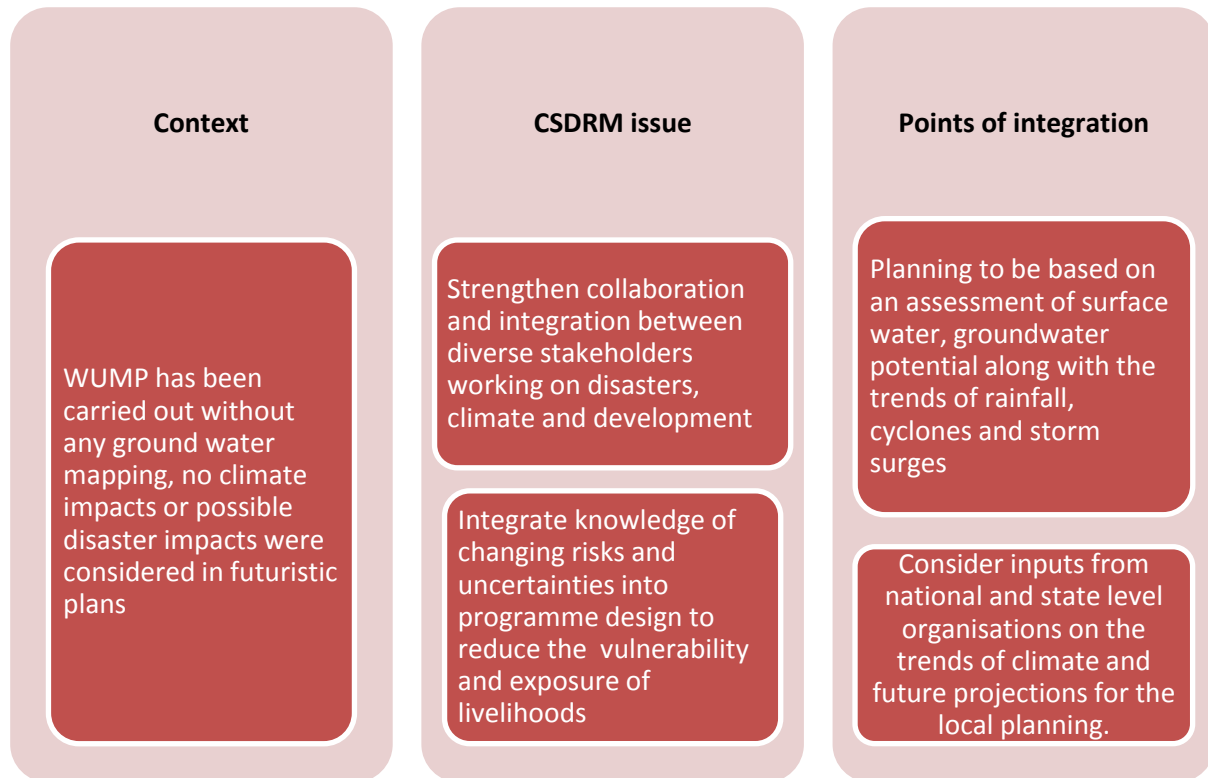 Context
WUMP has been
carried out without
any ground water
mapping, no climate
impacts or possible
disaster impacts were
considered in futuristic
plans
CSDRM issue
Strengthen collaboration
and integration between
diverse stakeholders
working on disasters,
climate and development
Integrate knowledge of
changing risks and
uncertainties into
programme design to
reduce the  vulnerability
and exposure of
livelihoods
Points of integration
Planning to be based on
an assessment of surface
water, groundwater
potential along with the
trends of rainfall,
cyclones and storm
surges
Consider inputs from
national and state level
organisations on the
trends of climate and
future projections for the
local planning.